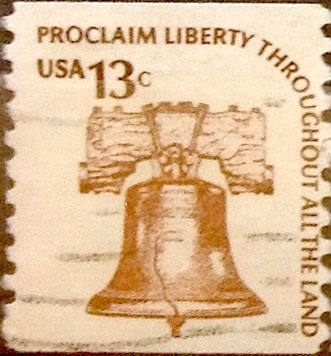 PROCLAIM LIBERTY THROUGHOUT ALL THE LAND
USA 13c